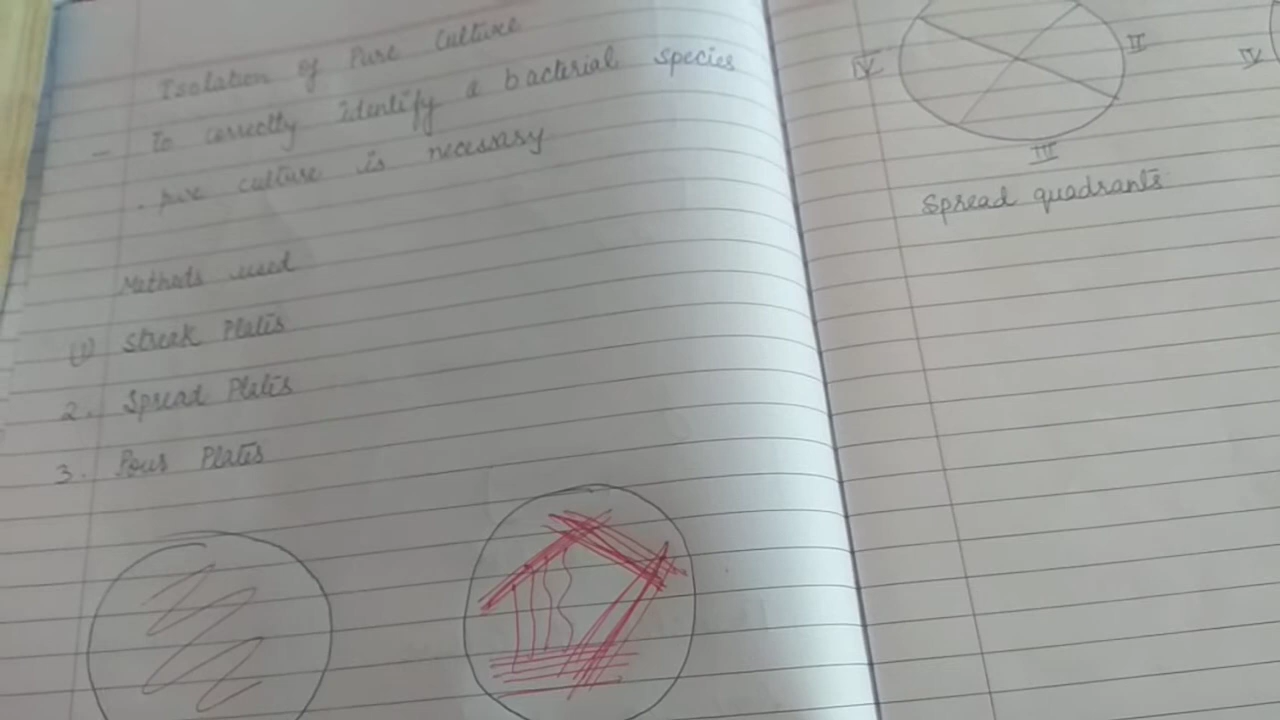 Isolation of Pure Culture
- To correctly identify a bacterial species
. pure culture is necessary
Methods used
(1) Streak Plates
2. Spread Plates
3. Pour Plates
IV
II
III
Spread quadrants
IV